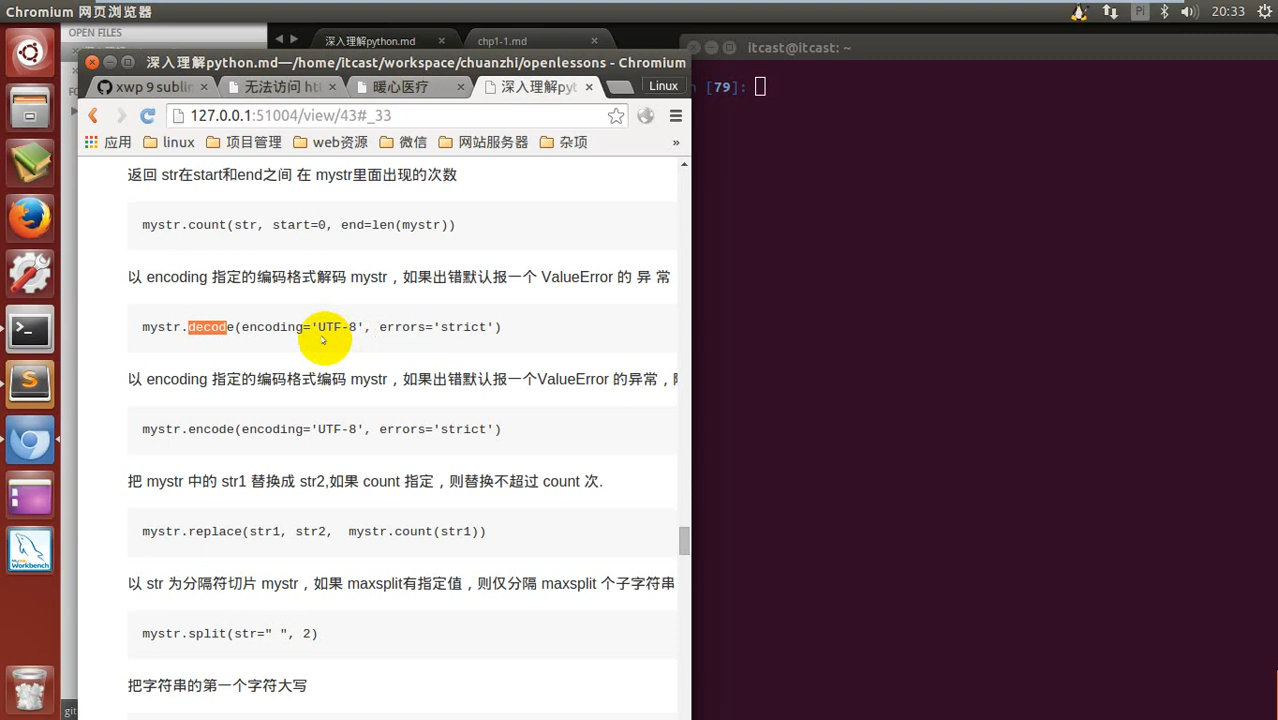 Chromium 网页浏览器
Pi
20:33
OPEN FILES
深入理解python.md
chp1-1.md
itcast@itcast: ~
深入理解python.md—/home/itcast/workspace/chuanzhi/openlessons - Chromium
xwp 9 sublim
无法访问 htt
暖心医疗
深入理解pyt
Linux
127.0.0.1:51004/view/43#_33
应用
linux
项目管理
web资源
微信
网站服务器
杂项
»
[79]:
返回 str在start和end之间 在 mystr里面出现的次数
mystr.count(str, start=0, end=len(mystr))
以 encoding 指定的编码格式解码 mystr，如果出错默认报一个 ValueError 的 异 常
mystr.decode(encoding='UTF-8', errors='strict')
以 encoding 指定的编码格式编码 mystr，如果出错默认报一个ValueError 的异常，
mystr.encode(encoding='UTF-8', errors='strict')
把 mystr 中的 str1 替换成 str2,如果 count 指定，则替换不超过 count 次.
mystr.replace(str1, str2,  mystr.count(str1))
以 str 为分隔符切片 mystr，如果 maxsplit有指定值，则仅分隔 maxsplit 个子字符串
mystr.split(str=" ", 2)
把字符串的第一个字符大写
MySQL
Workbench
git